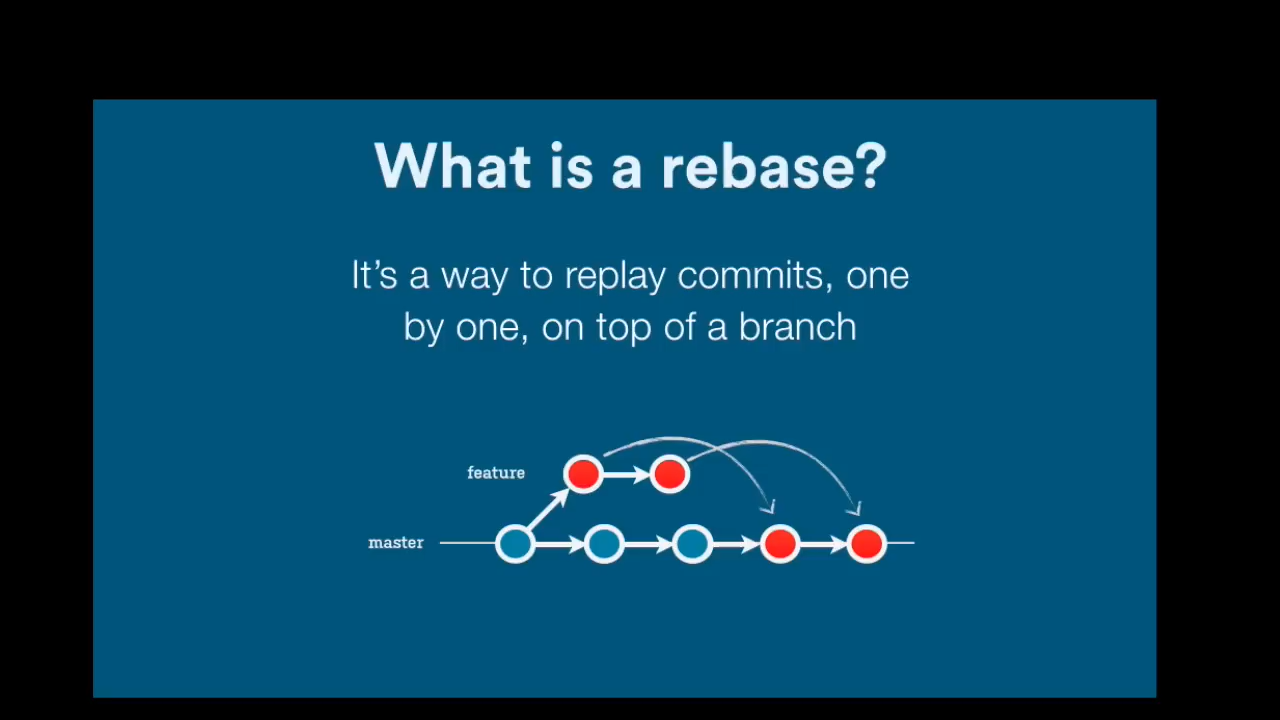 What is a rebase?
It’s a way to replay commits, one
by one, on top of a branch
feature
master